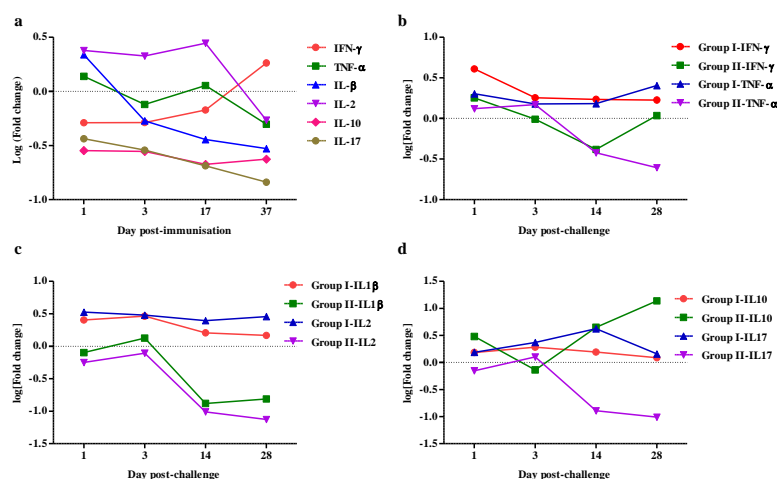 a
0.5
0.0
-0.5
-1.0
Log (Fold change)
1 3 17 37
Day post-immunisation
IFN-γ
TNF-α
IL-β
IL-2
IL-10
IL-17
b
1.0
0.5
0.0
-0.5
-1.0
log[Fold change]
1 3 14 28
Day post-challenge
Group I-IFN-γ
Group II-IFN-γ
Group I-TNF-α
Group II-TNF-α
c
1.0
0.5
0.0
-0.5
-1.0
-1.5
log[Fold change]
1 3 14 28
Day post-challenge
Group I-IL1β
Group II-IL1β
Group I-IL2
Group II-IL2
d
1.5
1.0
0.5
0.0
-0.5
-1.0
-1.5
log[Fold change]
1 3 14 28
Day post-challenge
Group I-IL10
Group II-IL10
Group I-IL17
Group II-IL17